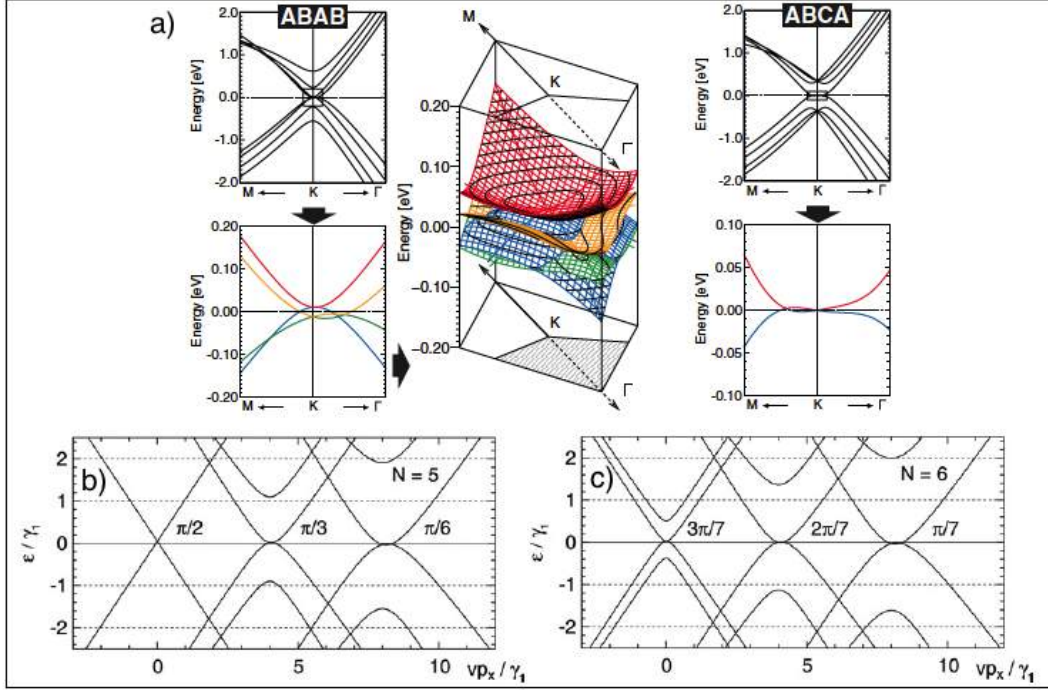 a)
ABAB
Energy [eV]
2.0
1.0
0.0
-1.0
-2.0
M ← K → Γ
Energy [eV]
0.20
0.10
0.00
-0.10
-0.20
M ← K → Γ
M
K
Γ
Energy [eV]
0.20
0.10
0.00
-0.10
-0.20
K
Γ
ABCA
Energy [eV]
2.0
1.0
0.0
-1.0
-2.0
M ← K → Γ
Energy [eV]
0.10
0.05
0.00
-0.05
-0.10
M ← K → Γ
b)
N = 5
π/2 π/3 π/6
ε / γ₁
2
1
0
-1
-2
0 5 10
vpₓ / γ₁
c)
N = 6
3π/7 2π/7 π/7
ε / γ₁
2
1
0
-1
-2
0 5 10
vpₓ / γ₁